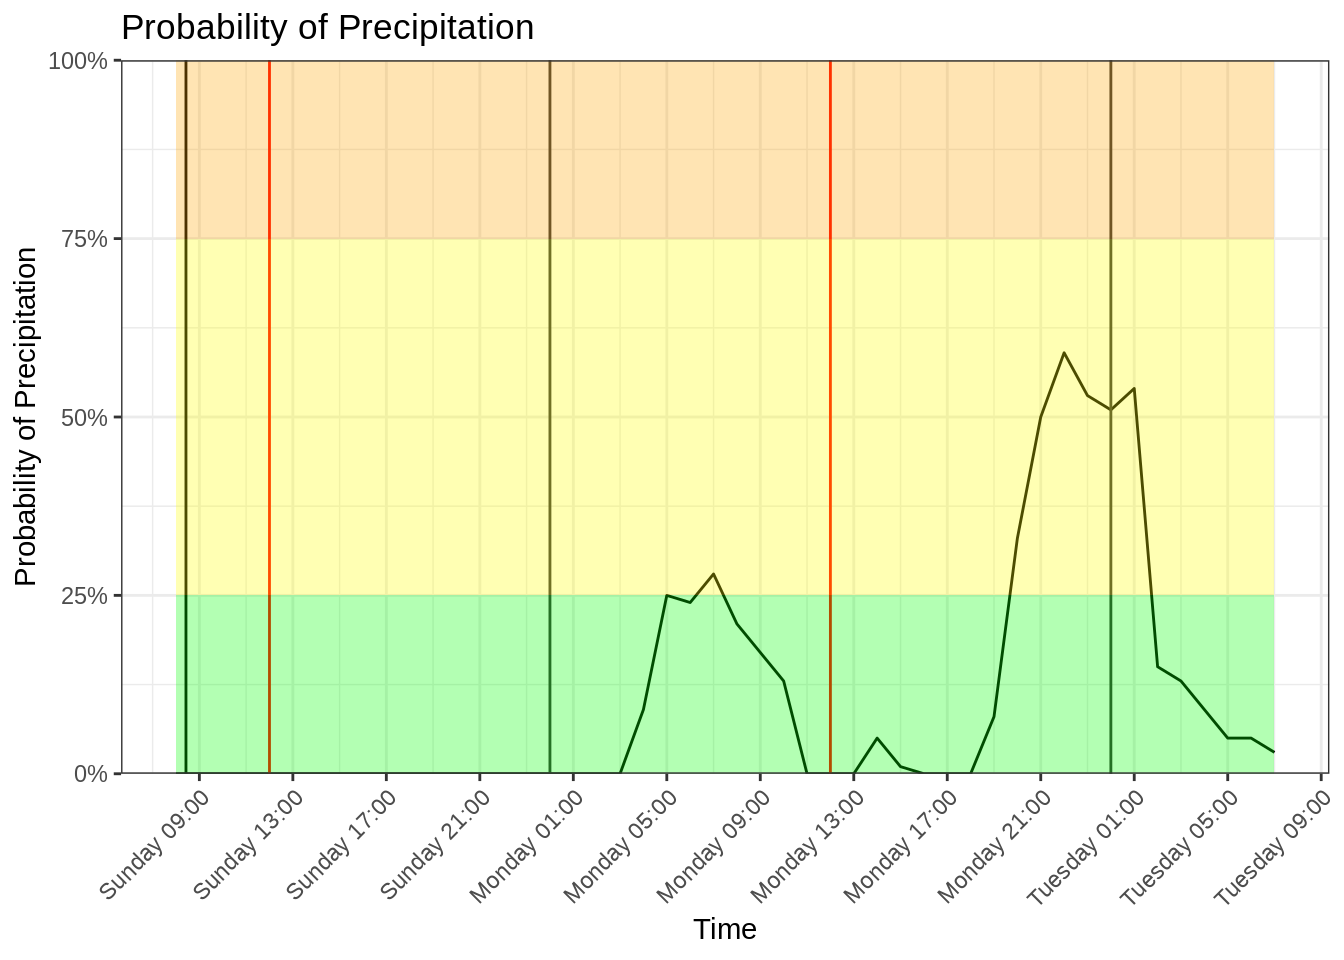 Probability of Precipitation
100%
75%
50%
25%
0%
Probability of Precipitation
Sunday 09:00
Sunday 13:00
Sunday 17:00
Sunday 21:00
Monday 01:00
Monday 05:00
Monday 09:00
Monday 13:00
Monday 17:00
Monday 21:00
Tuesday 01:00
Tuesday 05:00
Tuesday 09:00
Time